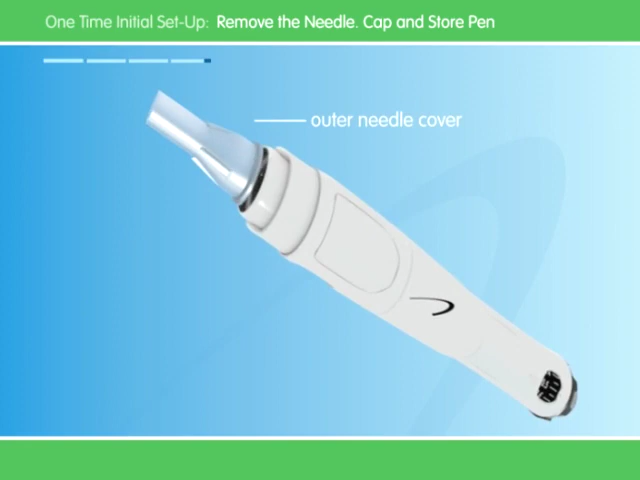 One Time Initial Set-Up: Remove the Needle. Cap and Store Pen
outer needle cover